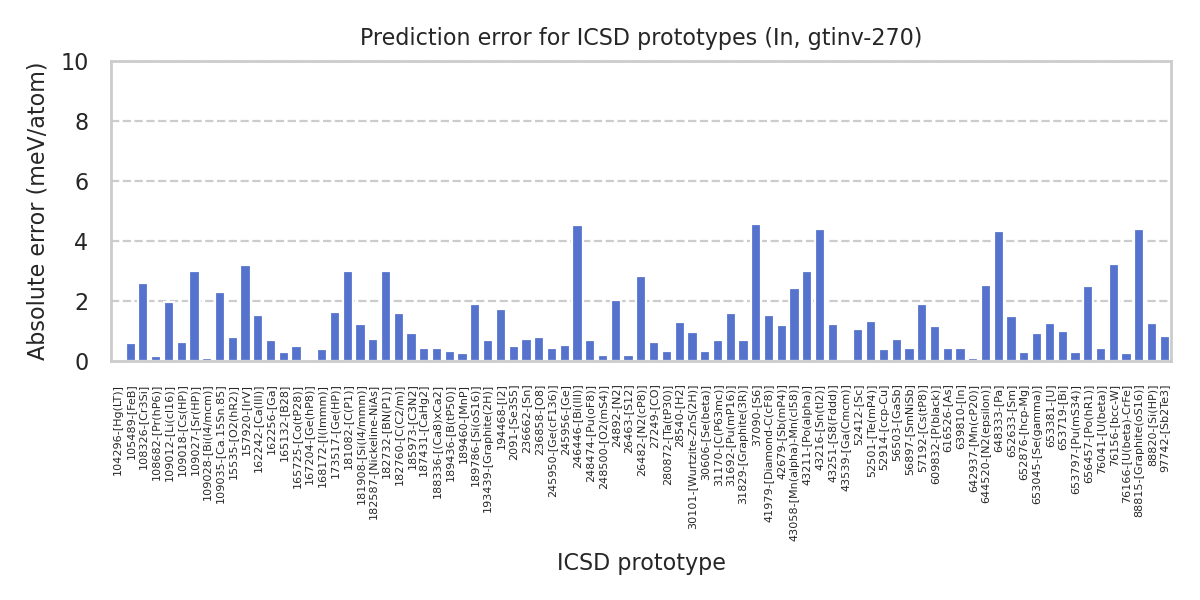 Prediction error for ICSD prototypes (In, gtinv-270)
Absolute error (meV/atom)
10
8
6
4
2
0
104296-[Hg(LT)]
105489-[FeB]
108326-[Cr3Si]
108682-[Pr(hP6)]
109012-[Li(cI16)]
109018-[Cs(HP)]
109027-[Sr(HP)]
109028-[Bi(I4/mcm)]
109035-[Ca.15Sn.85]
15535-[O2(hR2)]
157920-[IrV]
162242-[Ca(III)]
162256-[Ga]
165132-[B28]
165725-[Co(tP28)]
167204-[Ge(hP8)]
168172-[I(Immm)]
173517-[Ge(HP)]
181082-[C(P1)]
181908-[Si(I4/mmm)]
182587-[Nickeline-NiAs]
182732-[BN(P1)]
182760-[C(C2/m)]
185973-[C3N2]
187431-[CaHg2]
188336-[(Ca8)xCa2]
189436-[B(tP50)]
189460-[MnP]
189786-[Si(oS16)]
193439-[Graphite(2H)]
194468-[I2]
2091-[Se3S5]
236662-[Sn]
236858-[O8]
245950-[Ge(cF136)]
245956-[Ge]
246446-[Bi(III)]
248474-[Pu(oF8)]
248500-[O2(mS4)]
24892-[N2]
26463-[S12]
26482-[N2(cP8)]
27249-[CO]
280872-[Ta(tP30)]
28540-[H2]
30101-[Wurtzite-ZnS(2H)]
30606-[Se(beta)]
31170-[C(P63mc)]
31692-[Pu(mP16)]
31829-[Graphite(3R)]
37090-[S6]
41979-[Diamond-C(cF8)]
42679-[Sb(mP4)]
43058-[Mn(alpha)-Mn(cI58)]
43211-[Po(alpha)]
43216-[Sn(tI2)]
43251-[S8(Fddd)]
43539-[Ga(Cmcm)]
52412-[Sc]
52501-[Te(mP4)]
52914-[ccp-Cu]
56503-[GaSb]
56897-[SmNiSb]
57192-[Cs(tP8)]
609832-[P(black)]
616526-[As]
639810-[In]
642937-[Mn(cP20)]
644520-[N2(epsilon)]
648333-[Pa]
652633-[Sm]
652876-[hcp-Mg]
653045-[Se(gamma)]
653381-[U]
653719-[Bi]
653797-[Pu(mS34)]
656457-[Po(hR1)]
76041-[U(beta)]
76156-[bcc-W]
76166-[U(beta)-CrFe]
88815-[Graphite(oS16)]
88820-[Si(HP)]
97742-[Sb2Te3]
ICSD prototype